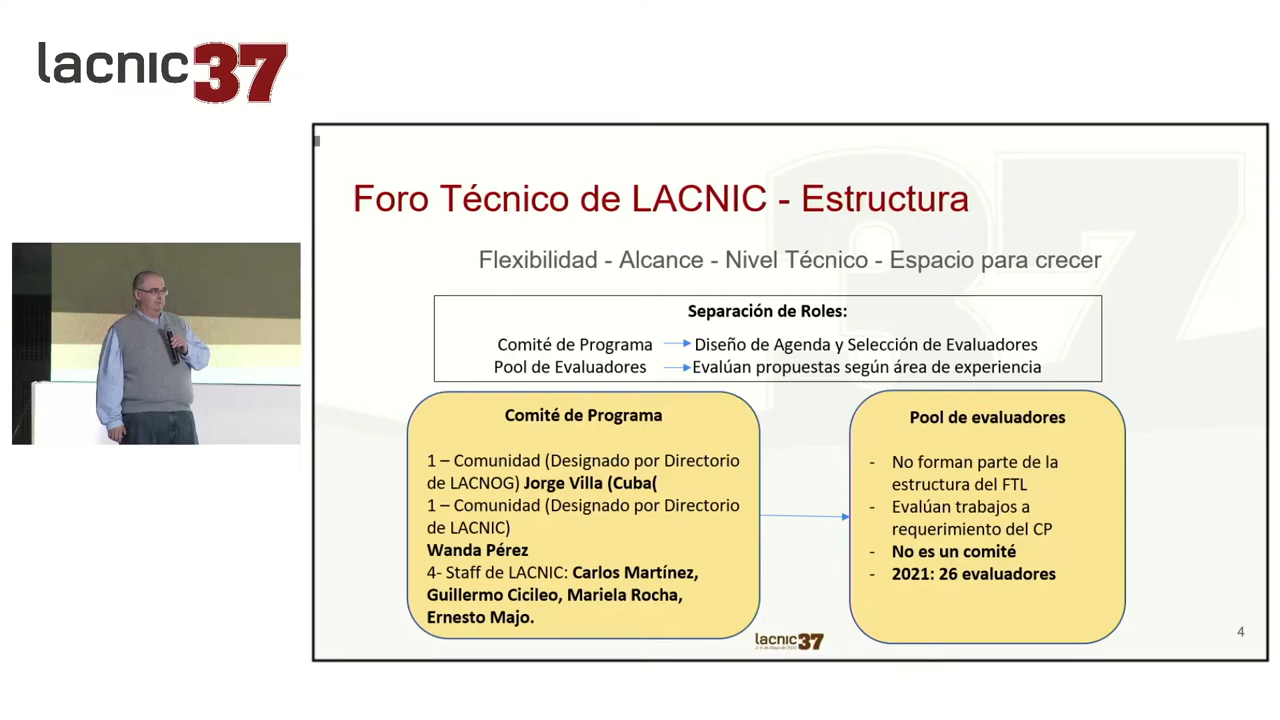 lacnic 37
Foro Técnico de LACNIC - Estructura
Flexibilidad - Alcance - Nivel Técnico - Espacio para crecer
Separación de Roles:
Comité de Programa Diseño de Agenda y Selección de Evaluadores
Pool de Evaluadores Evalúan propuestas según área de experiencia
Comité de Programa
1 – Comunidad (Designado por Directorio
de LACNOG) Jorge Villa (Cuba(
1 – Comunidad (Designado por Directorio
de LACNIC)
Wanda Pérez
4- Staff de LACNIC: Carlos Martínez,
Guillermo Cicileo, Mariela Rocha,
Ernesto Majo.
Pool de evaluadores
- No forman parte de la
estructura del FTL
- Evalúan trabajos a
requerimiento del CP
- No es un comité
- 2021: 26 evaluadores
lacnic 37
4